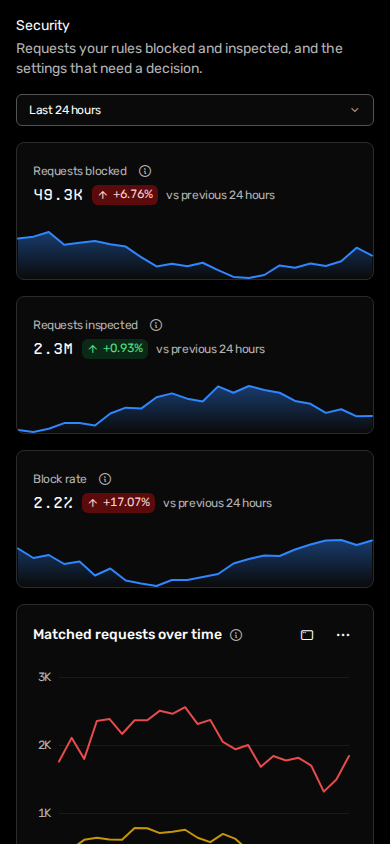 Security
Requests your rules blocked and inspected, and the
settings that need a decision.
Last 24 hours
Requests blocked
49.3K ↑ +6.76% vs previous 24 hours
Requests inspected
2.3M ↑ +0.93% vs previous 24 hours
Block rate
2.2% ↑ +17.07% vs previous 24 hours
Matched requests over time
3K
2K
1K